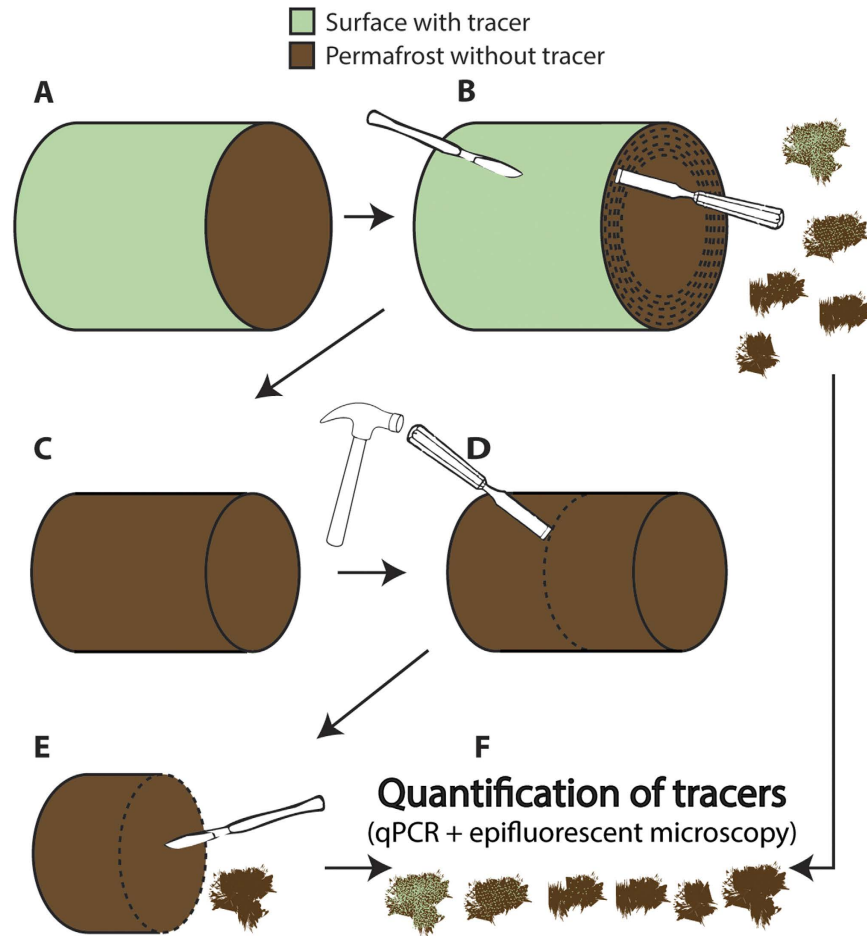 Surface with tracer
Permafrost without tracer
A
B
C
D
E
F
Quantification of tracers
(qPCR + epifluorescent microscopy)